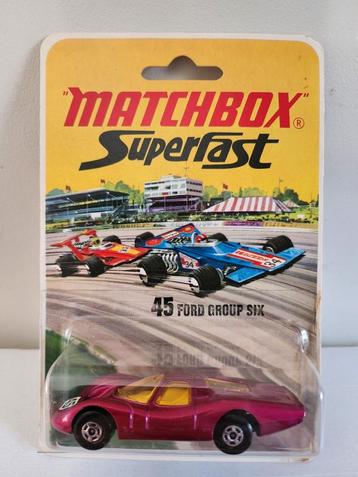 "MATCHBOX"®
Superfast
45 FORD GROUP SIX